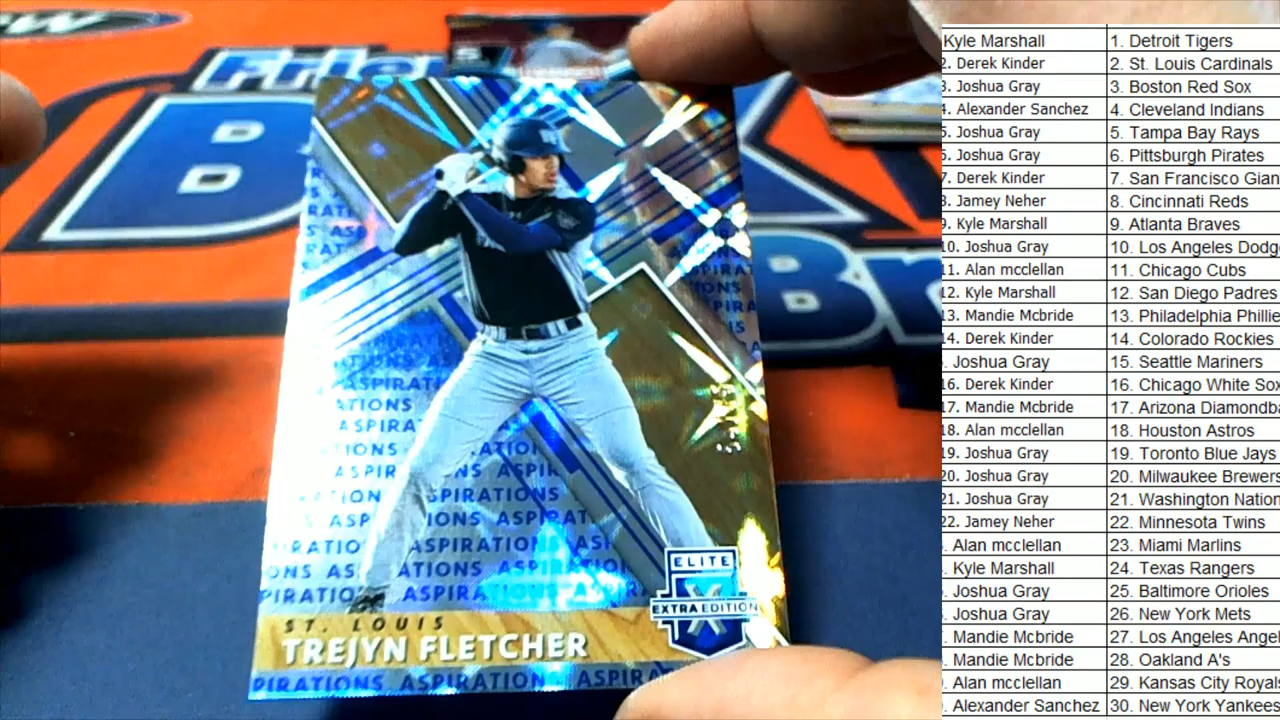 ST. LOUIS
TREJYN FLETCHER
ELITE
EXTRA EDITION
X
ASPIRATIONS
PIRATIONS ASPIRATIONS ASPIRA
Kyle Marshall 1. Detroit Tigers
2. Derek Kinder 2. St. Louis Cardinals
3. Joshua Gray 3. Boston Red Sox
4. Alexander Sanchez 4. Cleveland Indians
5. Joshua Gray 5. Tampa Bay Rays
6. Joshua Gray 6. Pittsburgh Pirates
7. Derek Kinder 7. San Francisco Gian
8. Jamey Neher 8. Cincinnati Reds
9. Kyle Marshall 9. Atlanta Braves
10. Joshua Gray 10. Los Angeles Dodg
11. Alan mcclellan 11. Chicago Cubs
12. Kyle Marshall 12. San Diego Padres
13. Mandie Mcbride 13. Philadelphia Phillie
14. Derek Kinder 14. Colorado Rockies
Joshua Gray 15. Seattle Mariners
16. Derek Kinder 16. Chicago White Sox
17. Mandie Mcbride 17. Arizona Diamondba
18. Alan mcclellan 18. Houston Astros
19. Joshua Gray 19. Toronto Blue Jays
20. Joshua Gray 20. Milwaukee Brewers
21. Joshua Gray 21. Washington Nation
22. Jamey Neher 22. Minnesota Twins
Alan mcclellan 23. Miami Marlins
Kyle Marshall 24. Texas Rangers
Joshua Gray 25. Baltimore Orioles
Joshua Gray 26. New York Mets
Mandie Mcbride 27. Los Angeles Angel
Mandie Mcbride 28. Oakland A's
Alan mcclellan 29. Kansas City Royals
Alexander Sanchez 30. New York Yankees